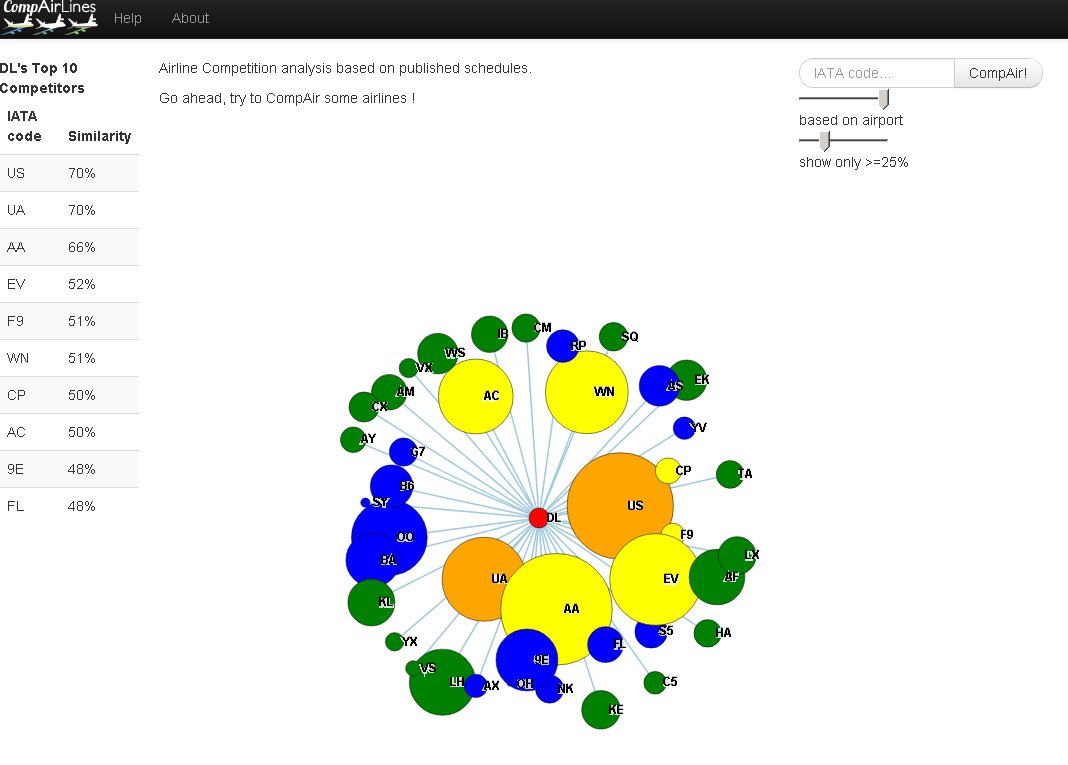 CompAirLines
Help
About
DL's Top 10
Competitors
IATA
code
Similarity
US 70%
UA 70%
AA 66%
EV 52%
F9 51%
WN 51%
CP 50%
AC 50%
9E 48%
FL 48%
Airline Competition analysis based on published schedules.
Go ahead, try to CompAir some airlines !
IATA code...
CompAir!
based on airport
show only >=25%
IB
CM
RP
SQ
WS
VX
AM
AC
WN
AS
EK
CX
AY
G7
YV
CP
TA
B6
SY
US
DL
OO
F9
BA
LX
UA
EV
AF
KL
AA
YX
S5
HA
FL
9E
VS
LH
AX
OH
NK
C5
KE